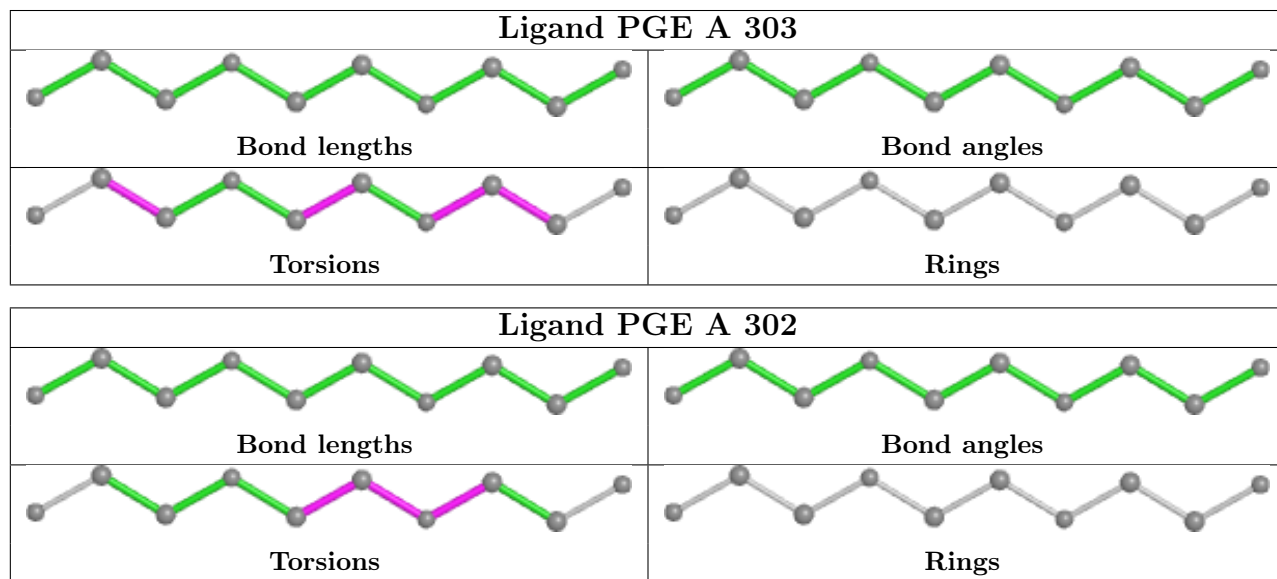 Ligand PGE A 303
Bond lengths Bond angles
Torsions Rings
Ligand PGE A 302
Bond lengths Bond angles
Torsions Rings